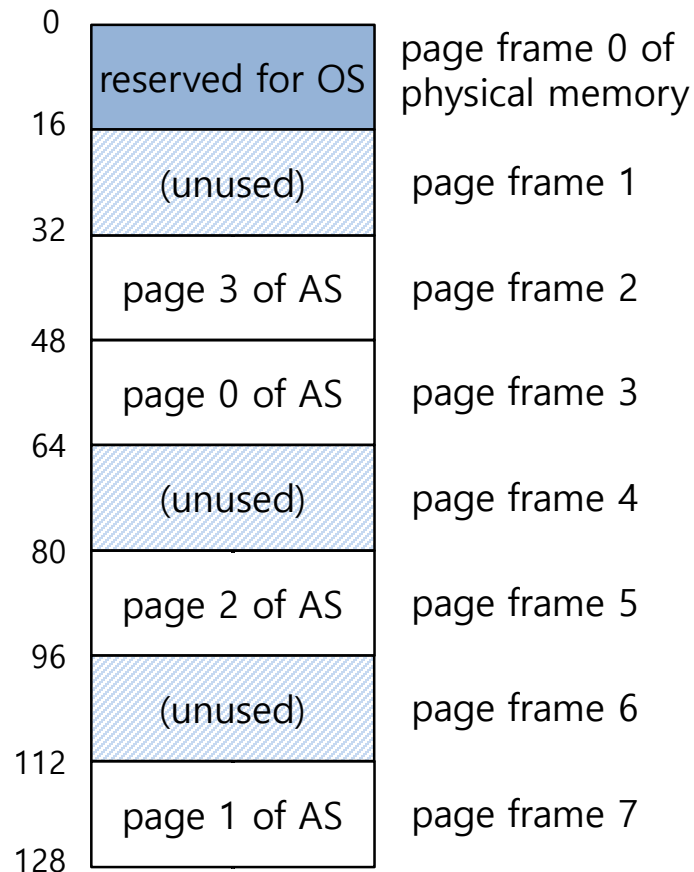 0
reserved for OS
page frame 0 of
physical memory
16
(unused)
page frame 1
32
page 3 of AS
page frame 2
48
page 0 of AS
page frame 3
64
(unused)
page frame 4
80
page 2 of AS
page frame 5
96
(unused)
page frame 6
112
page 1 of AS
page frame 7
128